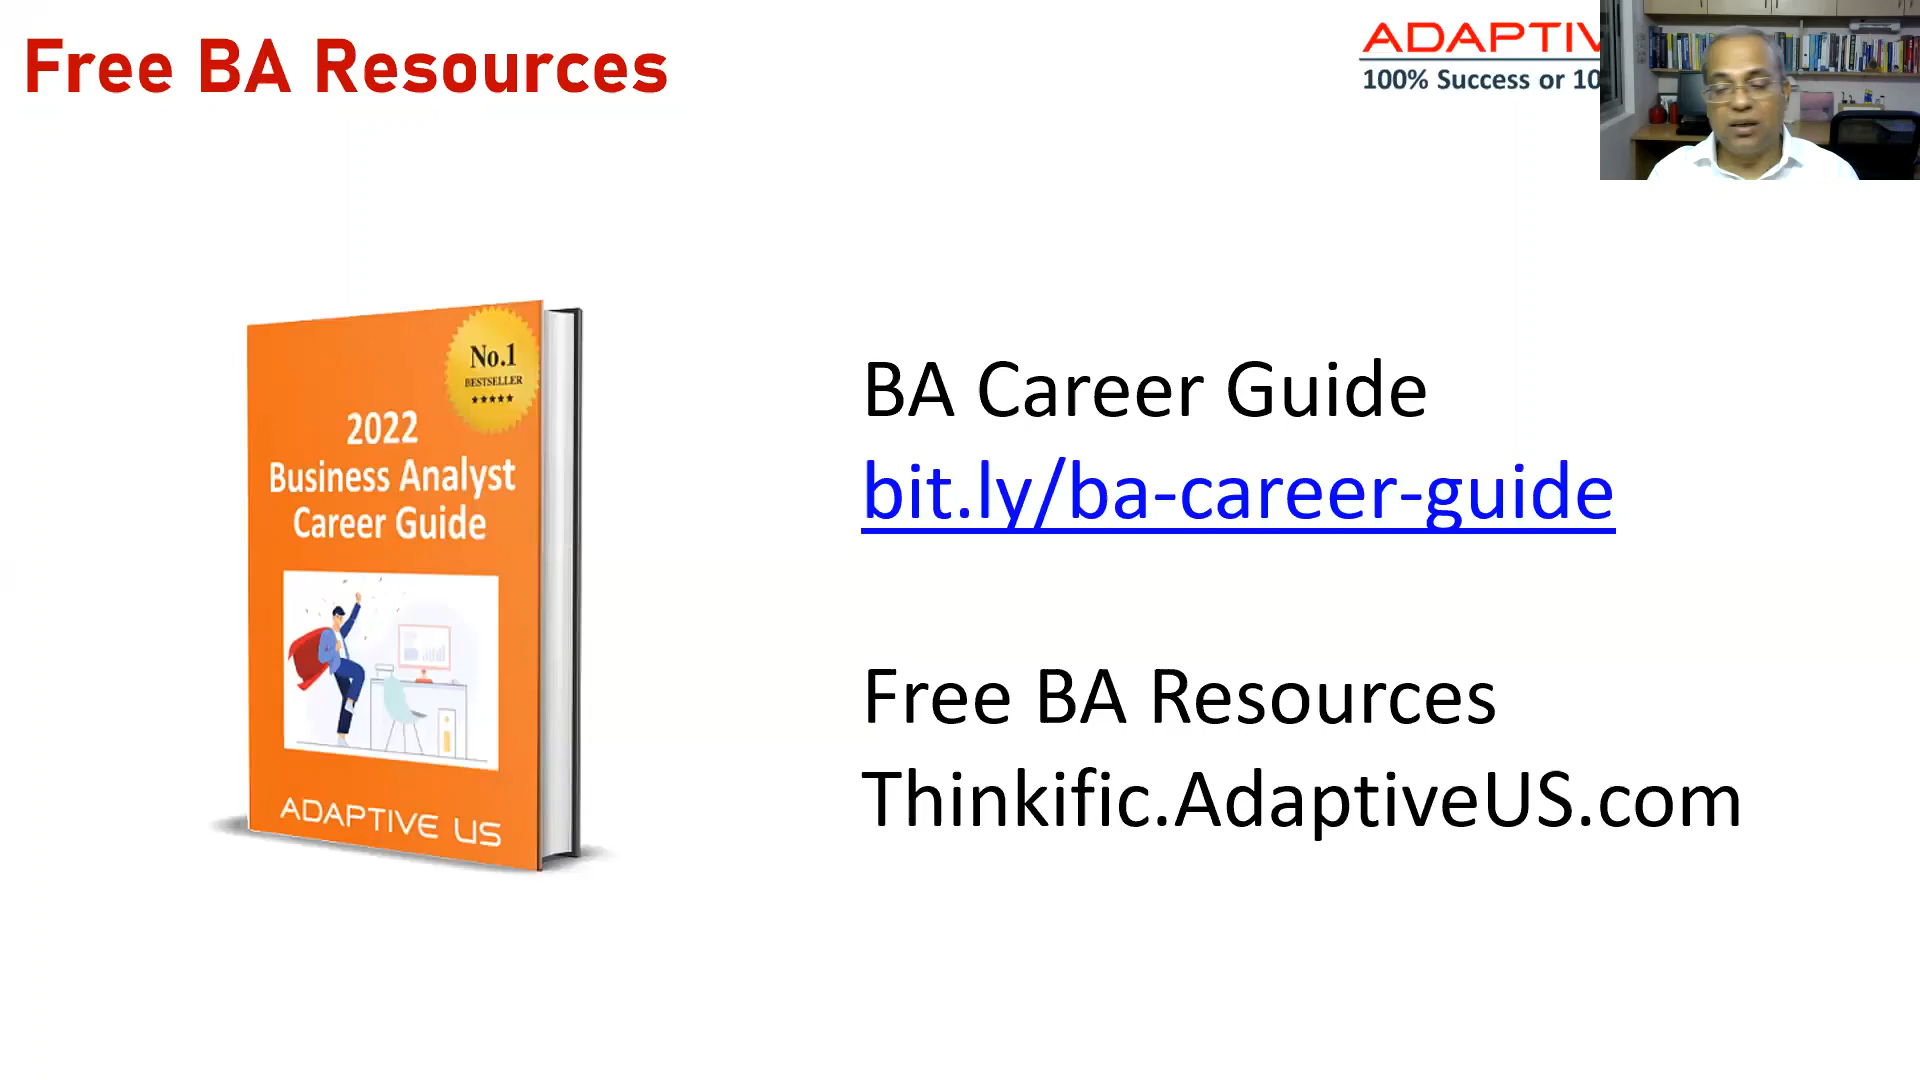 Free BA Resources
ADAPTIV
100% Success or 10
No.1
BESTSELLER
2022
Business Analyst
Career Guide
ADAPTIVE US
BA Career Guide
bit.ly/ba-career-guide
Free BA Resources
Thinkific.AdaptiveUS.com